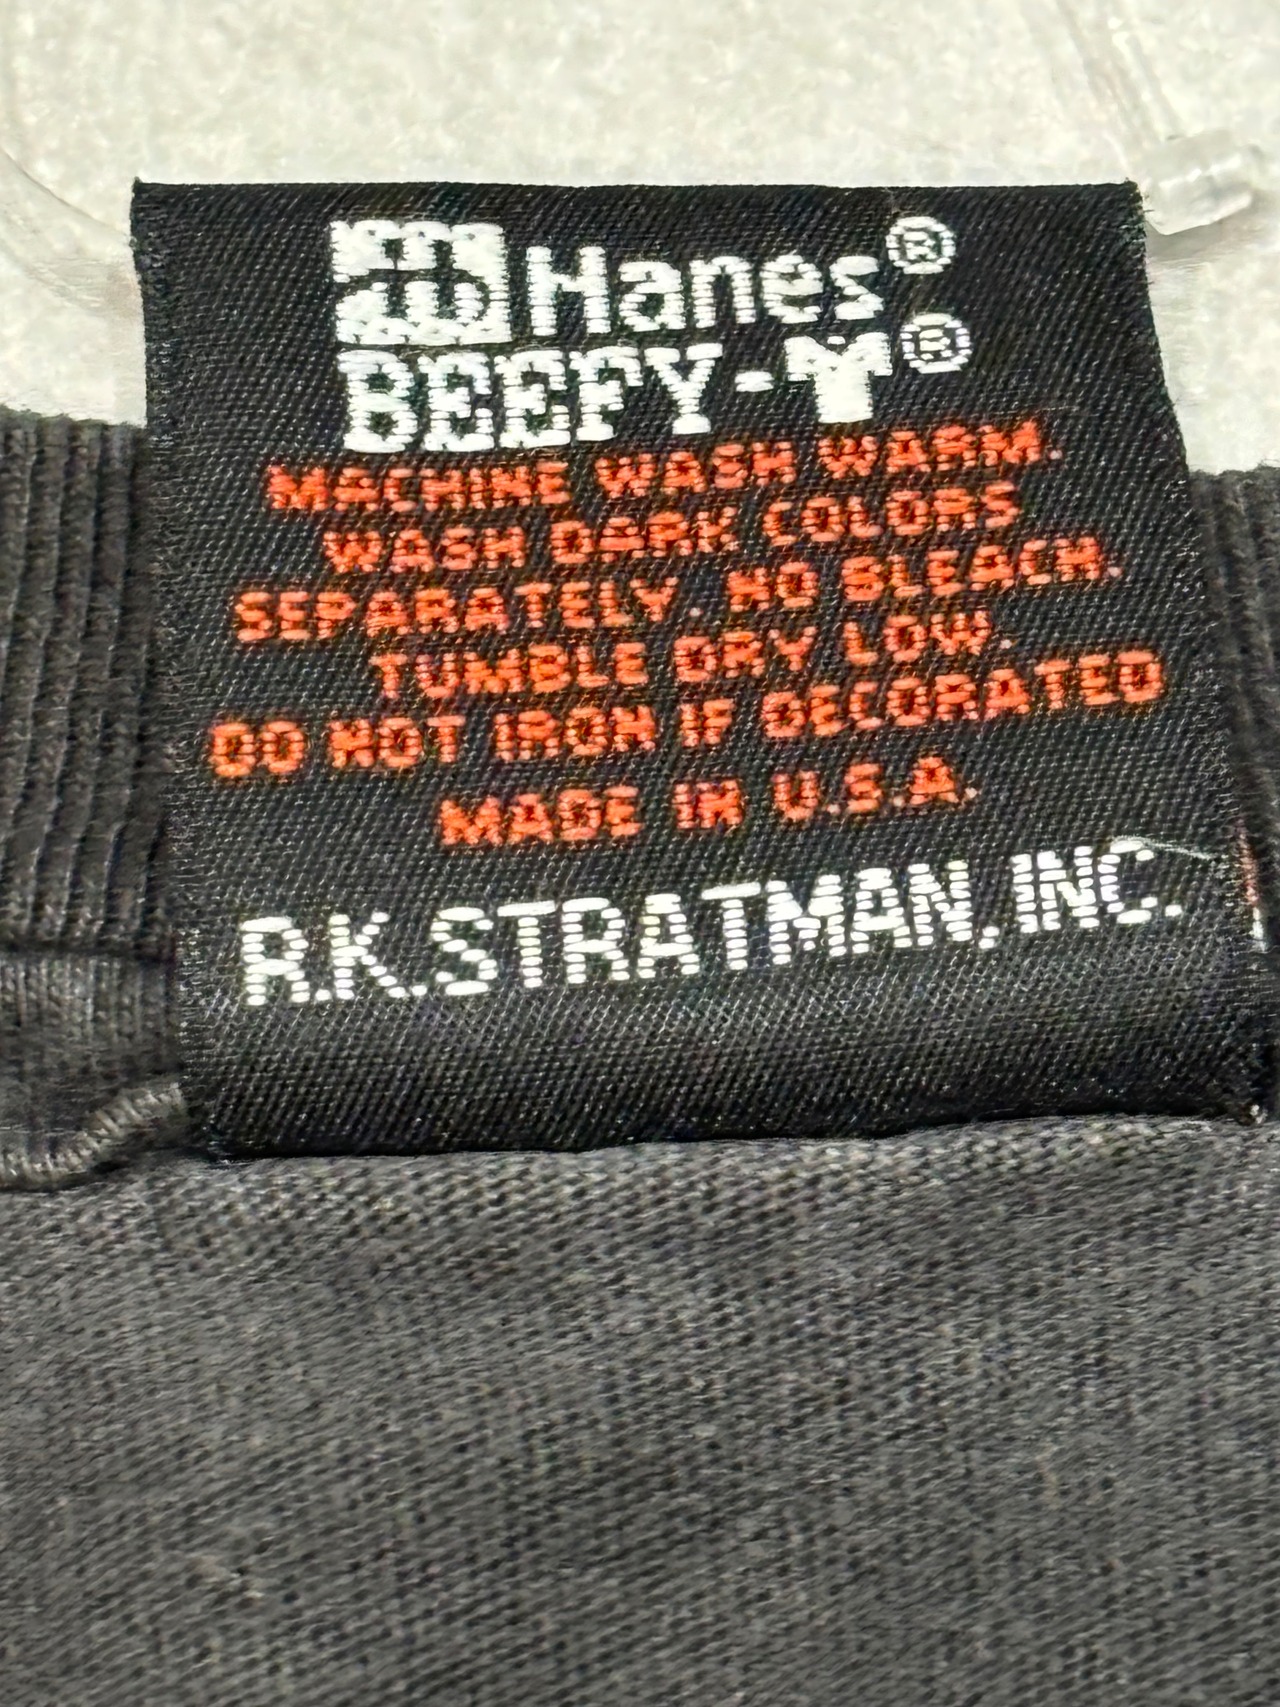 Hanes®
BEEFY-T®
MACHINE WASH WARM.
WASH DARK COLORS
SEPARATELY. NO BLEACH.
TUMBLE DRY LOW.
DO NOT IRON IF DECORATED
MADE IN U.S.A.
R.K. STRATMAN, INC.